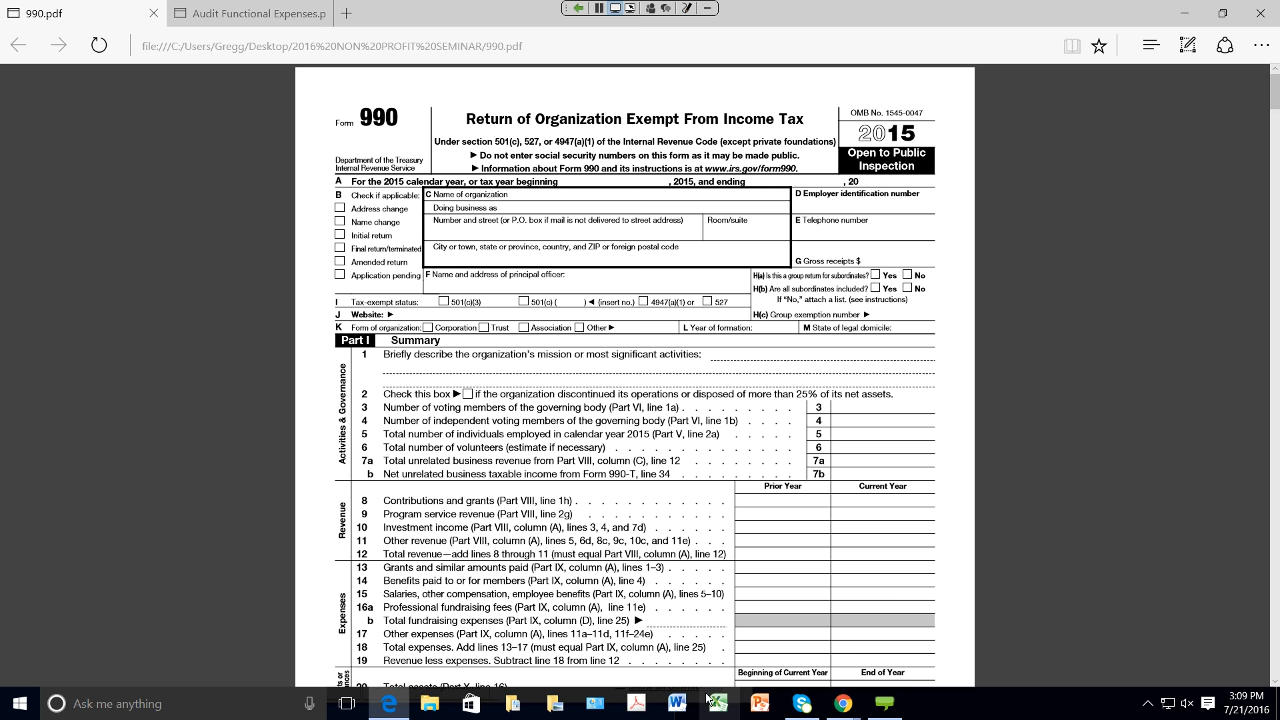 990.pdf
Audit Functional Expenses.
file:///C:/Users/Gregg/Desktop/2016%20NON%20PROFIT%20SEMINAR/990.pdf
Form 990
Return of Organization Exempt From Income Tax
OMB No. 1545-0047
2015
Under section 501(c), 527, or 4947(a)(1) of the Internal Revenue Code (except private foundations)
▶ Do not enter social security numbers on this form as it may be made public.
▶ Information about Form 990 and its instructions is at www.irs.gov/form990.
Department of the Treasury
Internal Revenue Service
Open to Public
Inspection
A For the 2015 calendar year, or tax year beginning , 2015, and ending , 20
B Check if applicable:
Address change
Name change
Initial return
Final return/terminated
Amended return
Application pending
C Name of organization
Doing business as
Number and street (or P.O. box if mail is not delivered to street address) Room/suite
City or town, state or province, country, and ZIP or foreign postal code
D Employer identification number
E Telephone number
G Gross receipts $
F Name and address of principal officer:
H(a) Is this a group return for subordinates? Yes No
H(b) Are all subordinates included? Yes No
If "No," attach a list. (see instructions)
I Tax-exempt status: 501(c)(3) 501(c) ( ) ◀ (insert no.) 4947(a)(1) or 527
J Website: ▶
H(c) Group exemption number ▶
K Form of organization: Corporation Trust Association Other ▶
L Year of formation:
M State of legal domicile:
Part I Summary
Activities & Governance
1 Briefly describe the organization's mission or most significant activities:
2 Check this box ▶ if the organization discontinued its operations or disposed of more than 25% of its net assets.
3 Number of voting members of the governing body (Part VI, line 1a) . . . . . . . . . 3
4 Number of independent voting members of the governing body (Part VI, line 1b) . . . . 4
5 Total number of individuals employed in calendar year 2015 (Part V, line 2a) . . . . . 5
6 Total number of volunteers (estimate if necessary) . . . . . . . . . . . . . . 6
7a Total unrelated business revenue from Part VIII, column (C), line 12 . . . . . . . . 7a
b Net unrelated business taxable income from Form 990-T, line 34 . . . . . . . . . 7b
Prior Year Current Year
Revenue
8 Contributions and grants (Part VIII, line 1h) . . . . . . . . . . . .
9 Program service revenue (Part VIII, line 2g) . . . . . . . . . . .
10 Investment income (Part VIII, column (A), lines 3, 4, and 7d) . . . . . .
11 Other revenue (Part VIII, column (A), lines 5, 6d, 8c, 9c, 10c, and 11e) . . .
12 Total revenue—add lines 8 through 11 (must equal Part VIII, column (A), line 12)
Expenses
13 Grants and similar amounts paid (Part IX, column (A), lines 1–3) . . . . .
14 Benefits paid to or for members (Part IX, column (A), line 4) . . . . . .
15 Salaries, other compensation, employee benefits (Part IX, column (A), lines 5–10)
16a Professional fundraising fees (Part IX, column (A), line 11e) . . . . . .
b Total fundraising expenses (Part IX, column (D), line 25) ▶
17 Other expenses (Part IX, column (A), lines 11a–11d, 11f–24e) . . . . .
18 Total expenses. Add lines 13–17 (must equal Part IX, column (A), line 25) .
19 Revenue less expenses. Subtract line 18 from line 12 . . . . . . . .
Beginning of Current Year End of Year
Ask me anything
3:09 PM
7/21/2016